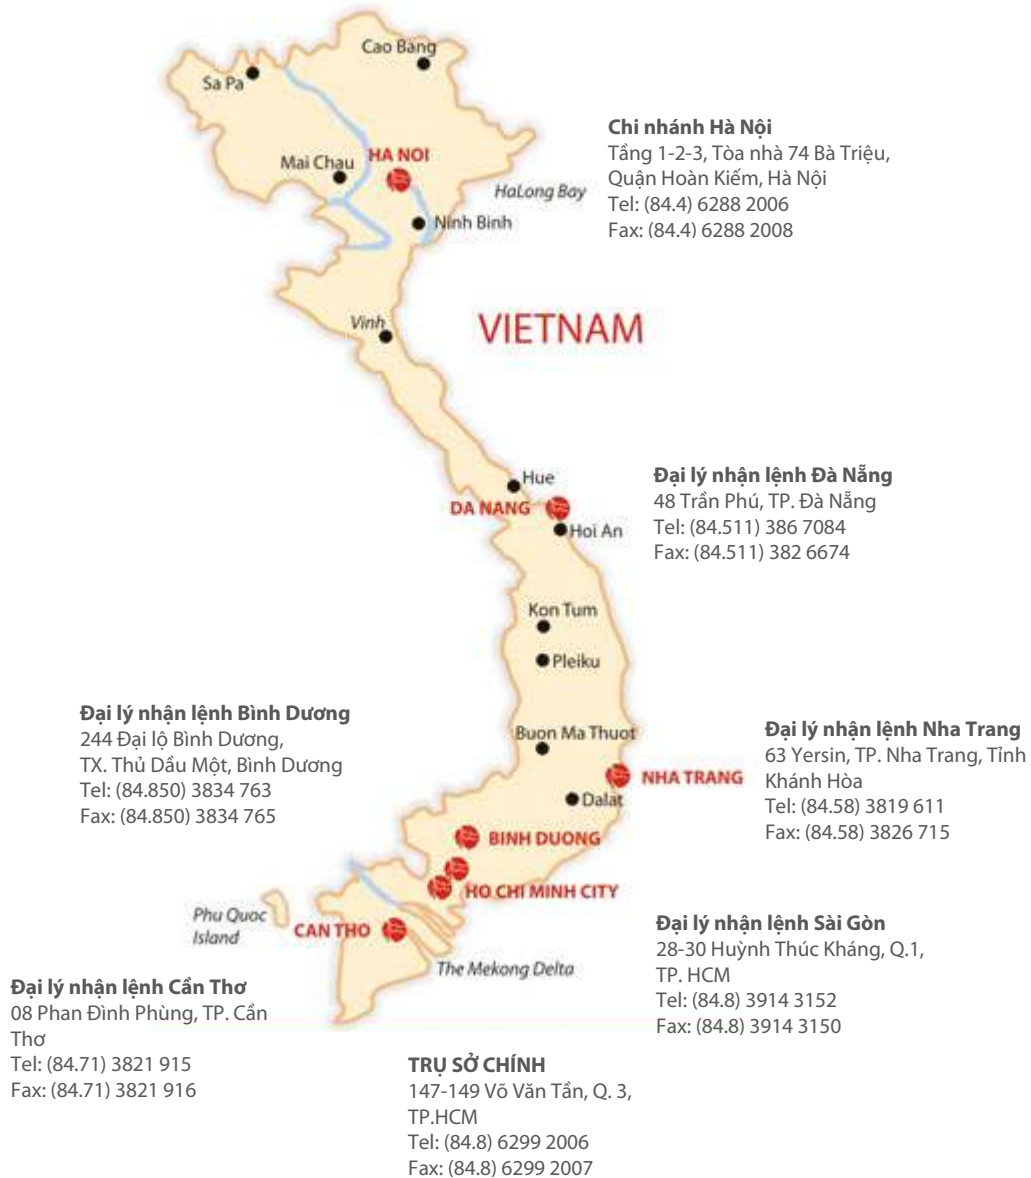 Cao Bang
Sa Pa
Mai Chau
HA NOI
HaLong Bay
Ninh Binh
Chi nhánh Hà Nội
Tầng 1-2-3, Tòa nhà 74 Bà Triệu,
Quận Hoàn Kiếm, Hà Nội
Tel: (84.4) 6288 2006
Fax: (84.4) 6288 2008
Vinh
VIETNAM
Hue
DA NANG
Hoi An
Đại lý nhận lệnh Đà Nẵng
48 Trần Phú, TP. Đà Nẵng
Tel: (84.511) 386 7084
Fax: (84.511) 382 6674
Kon Tum
Pleiku
Buon Ma Thuot
NHA TRANG
Dalat
Đại lý nhận lệnh Bình Dương
244 Đại lộ Bình Dương,
TX. Thủ Dầu Một, Bình Dương
Tel: (84.850) 3834 763
Fax: (84.850) 3834 765
Đại lý nhận lệnh Nha Trang
63 Yersin, TP. Nha Trang, Tỉnh
Khánh Hòa
Tel: (84.58) 3819 611
Fax: (84.58) 3826 715
BINH DUONG
HO CHI MINH CITY
Phu Quoc
Island
CAN THO
The Mekong Delta
Đại lý nhận lệnh Sài Gòn
28-30 Huỳnh Thúc Kháng, Q.1,
TP. HCM
Tel: (84.8) 3914 3152
Fax: (84.8) 3914 3150
Đại lý nhận lệnh Cần Thơ
08 Phan Đình Phùng, TP. Cần
Thơ
Tel: (84.71) 3821 915
Fax: (84.71) 3821 916
TRỤ SỞ CHÍNH
147-149 Võ Văn Tần, Q. 3,
TP.HCM
Tel: (84.8) 6299 2006
Fax: (84.8) 6299 2007